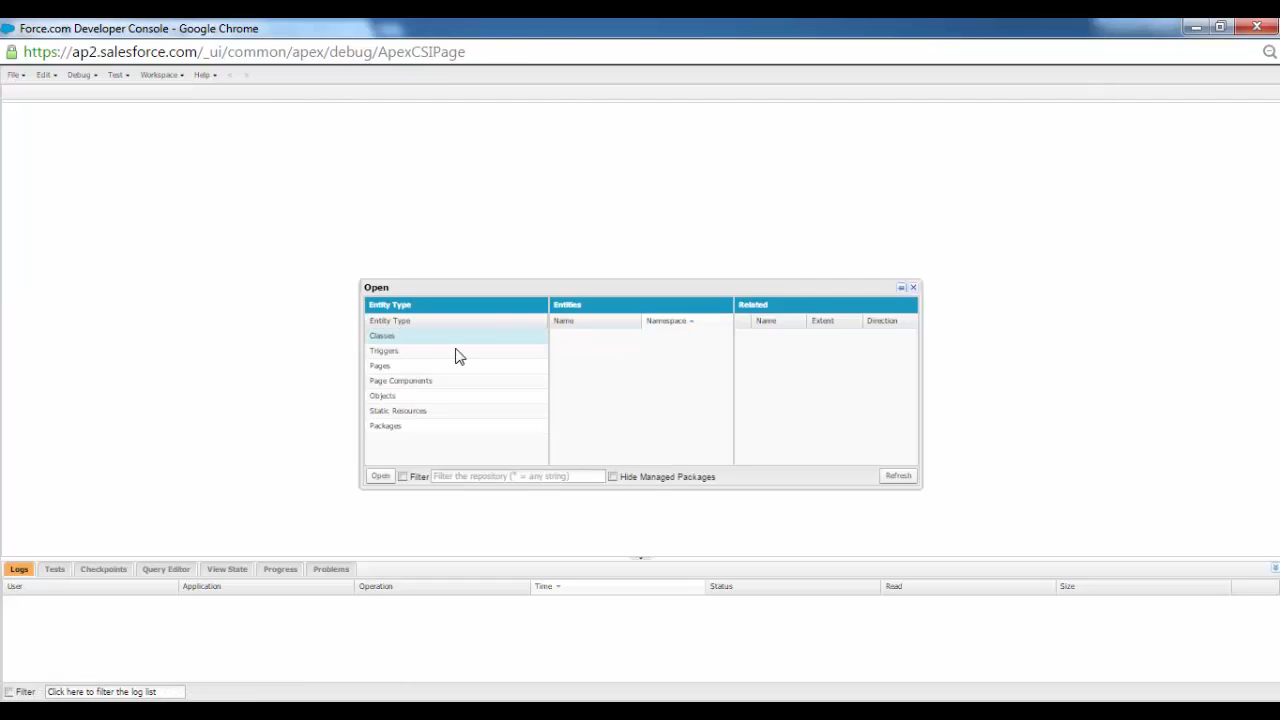 Force.com Developer Console - Google Chrome
https://ap2.salesforce.com/_ui/common/apex/debug/ApexCSIPage
File Edit Debug Test Workspace Help < >
Open
Entity Type Entities Related
Entity Type Name Namespace Name Extent Direction
Classes
Triggers
Pages
Page Components
Objects
Static Resources
Packages
Open Filter Filter the repository (* = any string) Hide Managed Packages Refresh
Logs Tests Checkpoints Query Editor View State Progress Problems
User Application Operation Time Status Read Size
Filter Click here to filter the log list